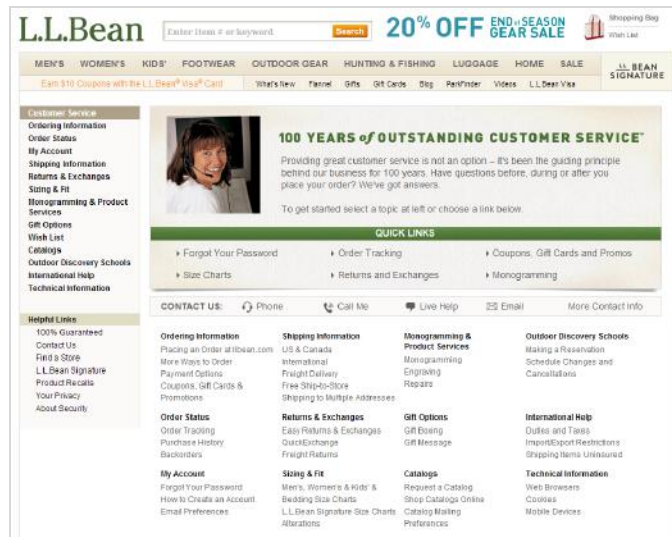 L.L.Bean
Enter Item # or keyword
Search
20% OFF END of SEASON GEAR SALE
Shopping Bag
Wish List
MEN'S WOMEN'S KIDS' FOOTWEAR OUTDOOR GEAR HUNTING & FISHING LUGGAGE HOME SALE
L.L. BEAN SIGNATURE
Earn $10 Coupons with the L.L.Bean® Visa® Card
What's New Flannel Gifts Gift Cards Blog ParkFinder Videos L.L.Bean Visa
Customer Service
Ordering Information
Order Status
My Account
Shipping Information
Returns & Exchanges
Sizing & Fit
Monogramming & Product
Services
Gift Options
Wish List
Catalogs
Outdoor Discovery Schools
International Help
Technical Information
Helpful Links
100% Guaranteed
Contact Us
Find a Store
L.L.Bean Signature
Product Recalls
Your Privacy
About Security
100 YEARS of OUTSTANDING CUSTOMER SERVICE™
Providing great customer service is not an option – it's been the guiding principle
behind our business for 100 years. Have questions before, during or after you
place your order? We've got answers.
To get started select a topic at left or choose a link below.
QUICK LINKS
Forgot Your Password
Order Tracking
Coupons, Gift Cards and Promos
Size Charts
Returns and Exchanges
Monogramming
CONTACT US: Phone Call Me Live Help Email More Contact Info
Ordering Information
Placing an Order at llbean.com
More Ways to Order
Payment Options
Coupons, Gift Cards &
Promotions
Shipping Information
US & Canada
International
Freight Delivery
Free Ship-to-Store
Shipping to Multiple Addresses
Monogramming &
Product Services
Monogramming
Engraving
Repairs
Outdoor Discovery Schools
Making a Reservation
Schedule Changes and
Cancellations
Order Status
Order Tracking
Purchase History
Backorders
Returns & Exchanges
Easy Returns & Exchanges
QuickExchange
Freight Returns
Gift Options
Gift Boxing
Gift Message
International Help
Duties and Taxes
Import/Export Restrictions
Shipping Items Uninsured
My Account
Forgot Your Password
How to Create an Account
Email Preferences
Sizing & Fit
Men's, Women's & Kids' &
Bedding Size Charts
L.L.Bean Signature Size Charts
Alterations
Catalogs
Request a Catalog
Shop Catalogs Online
Catalog Mailing
Preferences
Technical Information
Web Browsers
Cookies
Mobile Devices